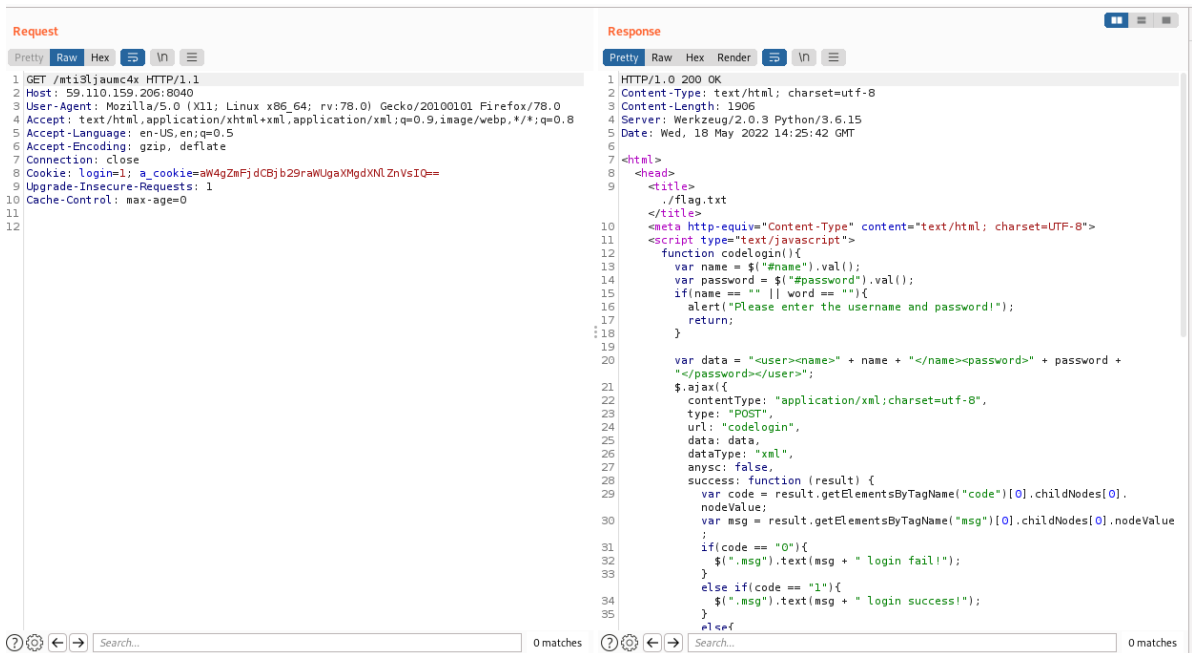 Request
Pretty Raw Hex \n
1 GET /mti3ljaumc4x HTTP/1.1
2 Host: 59.110.159.206:8040
3 User-Agent: Mozilla/5.0 (X11; Linux x86_64; rv:78.0) Gecko/20100101 Firefox/78.0
4 Accept: text/html,application/xhtml+xml,application/xml;q=0.9,image/webp,*/*;q=0.8
5 Accept-Language: en-US,en;q=0.5
6 Accept-Encoding: gzip, deflate
7 Connection: close
8 Cookie: login=1; a_cookie=aW4gZmFjdCBjb29raWUgaXMgdXNlZnVsIQ==
9 Upgrade-Insecure-Requests: 1
10 Cache-Control: max-age=0
11
12
Search...
0 matches
Response
Pretty Raw Hex Render \n
1 HTTP/1.0 200 OK
2 Content-Type: text/html; charset=utf-8
3 Content-Length: 1906
4 Server: Werkzeug/2.0.3 Python/3.6.15
5 Date: Wed, 18 May 2022 14:25:42 GMT
6
7 <html>
8 <head>
9 <title>
./flag.txt
</title>
10 <meta http-equiv="Content-Type" content="text/html; charset=UTF-8">
11 <script type="text/javascript">
12 function codelogin(){
13 var name = $("#name").val();
14 var password = $("#password").val();
15 if(name == "" || word == ""){
16 alert("Please enter the username and password!");
17 return;
18 }
19
20 var data = "<user><name>" + name + "</name><password>" + password +
"</password></user>";
21 $.ajax({
22 contentType: "application/xml;charset=utf-8",
23 type: "POST",
24 url: "codelogin",
25 data: data,
26 dataType: "xml",
27 anysc: false,
28 success: function (result) {
29 var code = result.getElementsByTagName("code")[0].childNodes[0].
nodeValue;
30 var msg = result.getElementsByTagName("msg")[0].childNodes[0].nodeValue
;
31 if(code == "0"){
32 $(".msg").text(msg + " login fail!");
33 }
else if(code == "1"){
34 $(".msg").text(msg + " login success!");
35 }
else{
Search...
0 matches